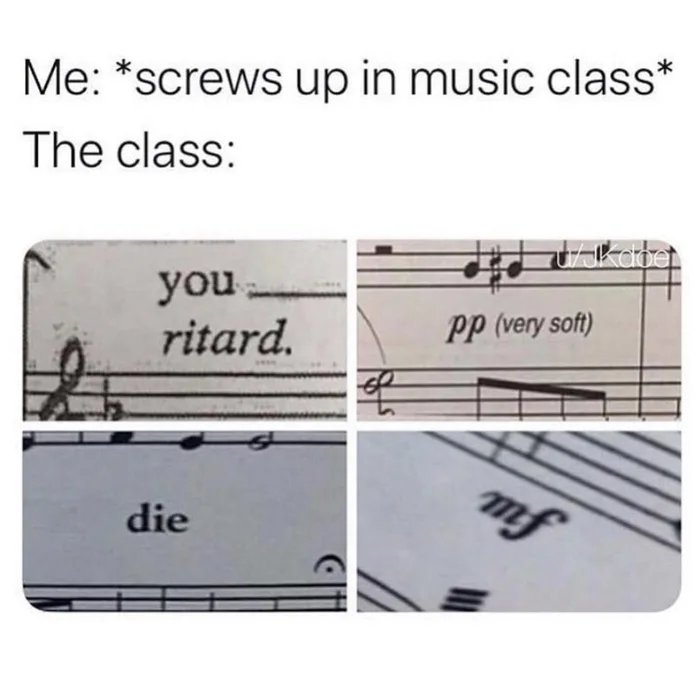 Me: *screws up in music class*
The class:
you
ritard.
u/JKdoe
pp (very soft)
die
mf